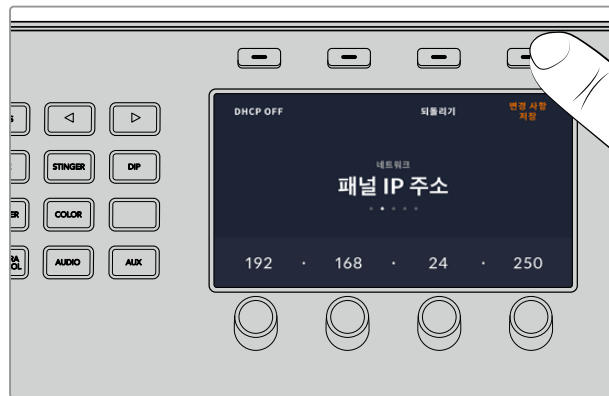 DHCP OFF
되돌리기
변경 사항
저장
네트워크
패널 IP 주소
192 · 168 · 24 · 250
STINGER
DIP
COLOR
AUDIO
AUX